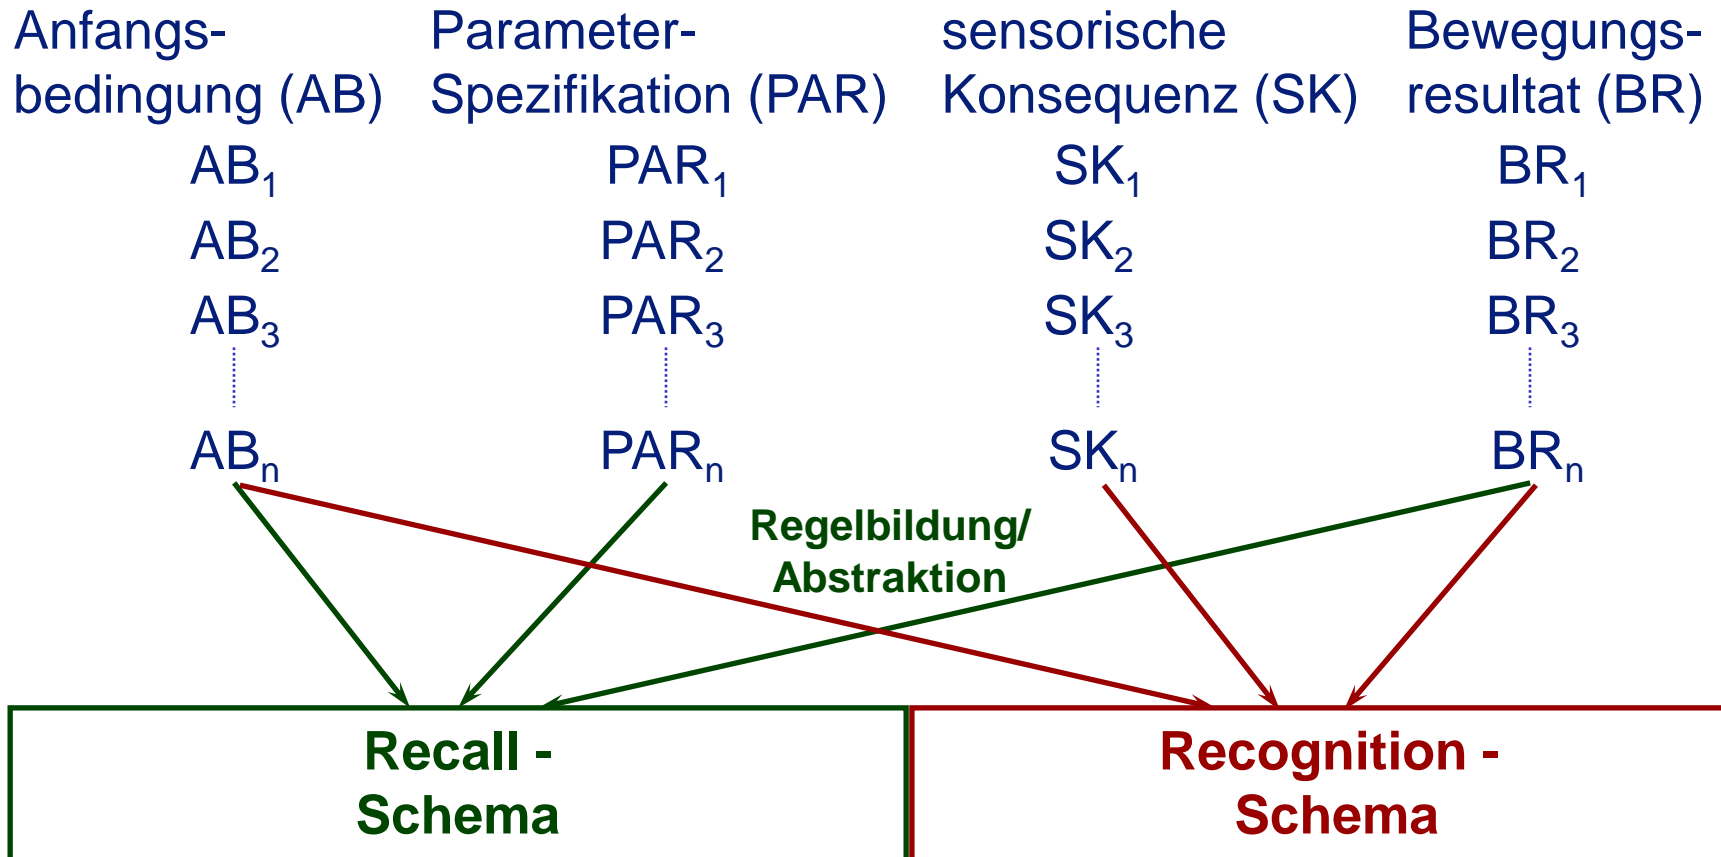 Anfangs- Parameter- sensorische Bewegungs-
bedingung (AB) Spezifikation (PAR) Konsequenz (SK) resultat (BR)
AB₁ PAR₁ SK₁ BR₁
AB₂ PAR₂ SK₂ BR₂
AB₃ PAR₃ SK₃ BR₃
ABₙ PARₙ SKₙ BRₙ
Regelbildung/
Abstraktion
Recall - Recognition -
Schema Schema